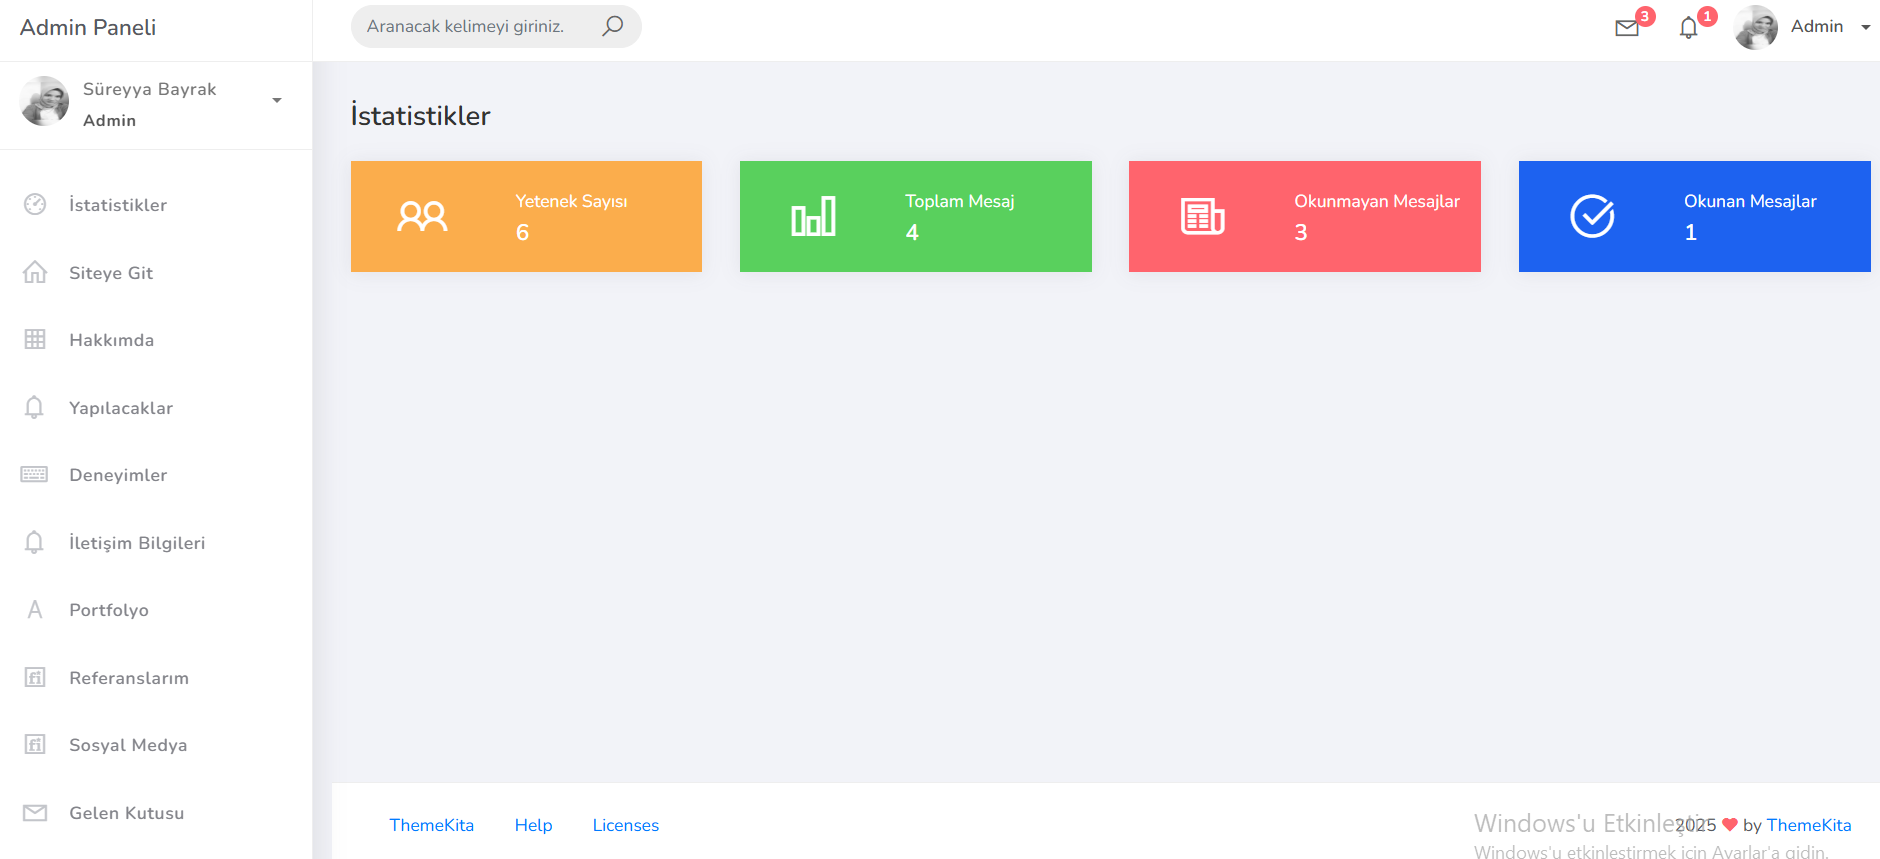 Admin Paneli
Aranacak kelimeyi giriniz.
3
1
Admin
Süreyya Bayrak
Admin
İstatistikler
Siteye Git
Hakkımda
Yapılacaklar
Deneyimler
İletişim Bilgileri
A
Portfolyo
fi
Referanslarım
fi
Sosyal Medya
Gelen Kutusu
İstatistikler
Yetenek Sayısı
6
Toplam Mesaj
4
Okunmayan Mesajlar
3
Okunan Mesajlar
1
ThemeKita
Help
Licenses
Windows'u Etkinleştir
2025 ❤ by ThemeKita
Windows'u etkinleştirmek için Ayarlar'a gidin.